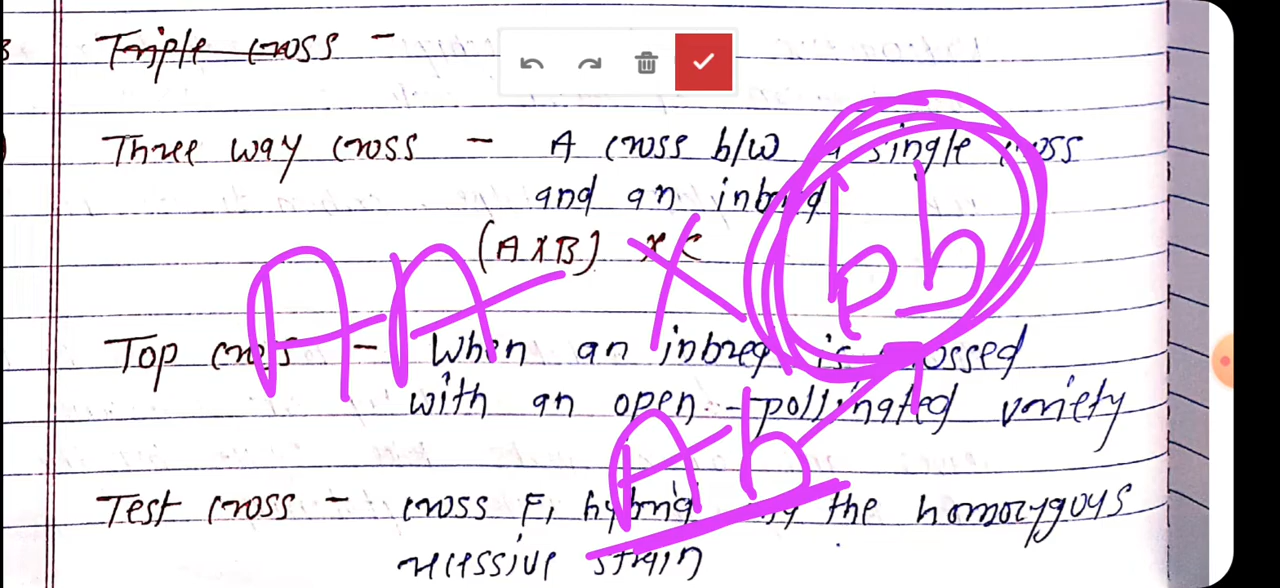 Triple cross -
Three way cross - A cross b/w a single cross
and an inbred
(A X B) X C
AA X bb
Top cross - When an inbred is crossed
with an open-pollinated variety
Ab
Test cross - cross F1 hybrid the homozygous
recessive strain